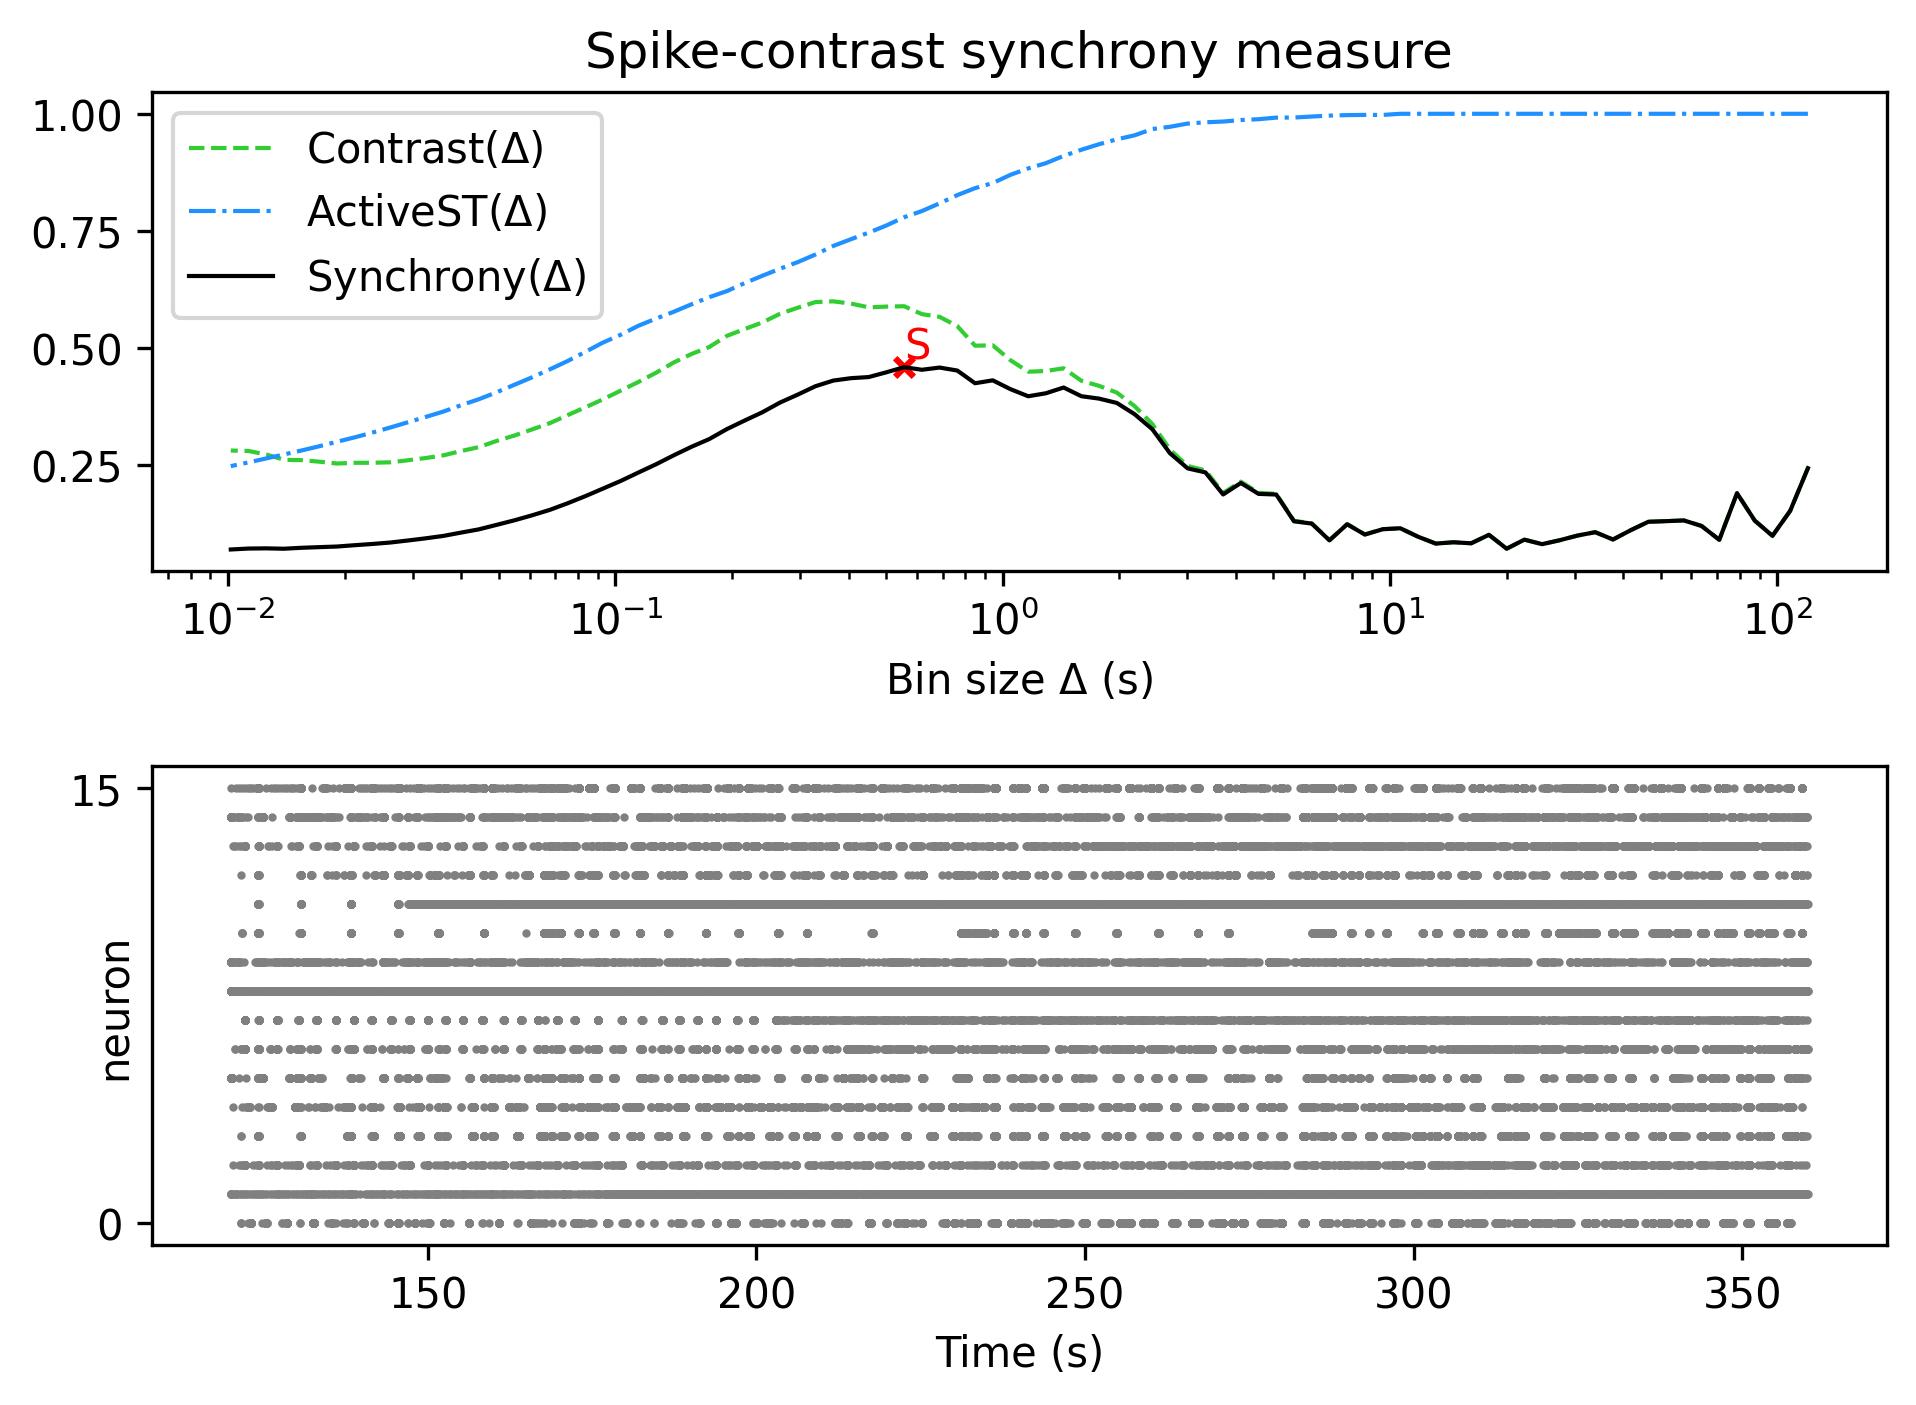 Spike-contrast synchrony measure
1.00
0.75
0.50
0.25
Contrast(Δ)
ActiveST(Δ)
Synchrony(Δ)
S
10⁻² 10⁻¹ 10⁰ 10¹ 10²
Bin size Δ (s)
15
0
neuron
150 200 250 300 350
Time (s)